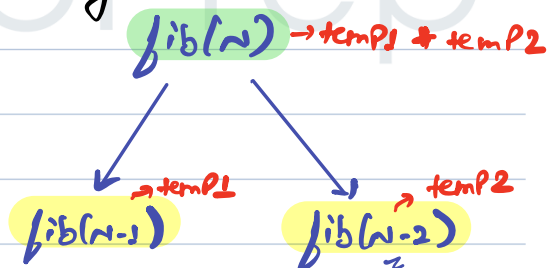 fib(N) → temp1 + temp2
→ temp1 → temp2
fib(N-1) fib(N-2)